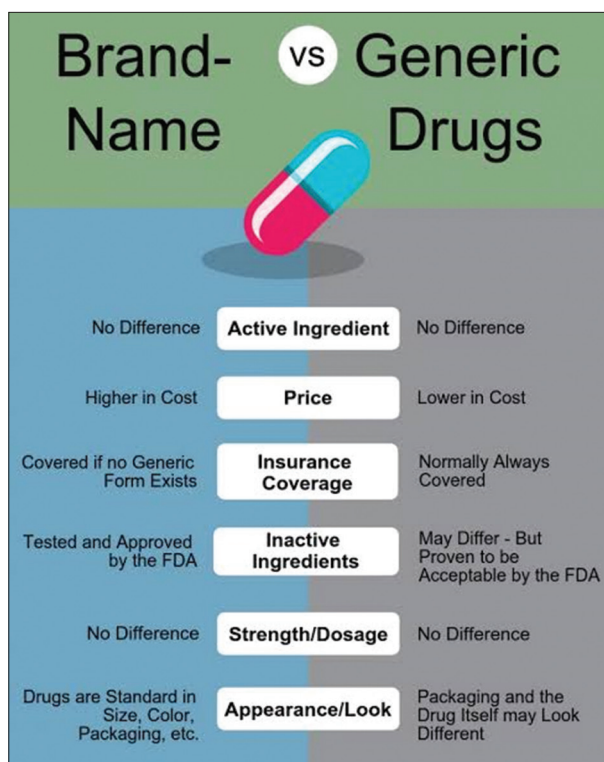 Brand-
Name
vs
Generic
Drugs
No Difference
Active Ingredient
No Difference
Higher in Cost
Price
Lower in Cost
Covered if no Generic
Form Exists
Insurance
Coverage
Normally Always
Covered
Tested and Approved
by the FDA
Inactive
Ingredients
May Differ - But
Proven to be
Acceptable by the FDA
No Difference
Strength/Dosage
No Difference
Drugs are Standard in
Size, Color,
Packaging, etc.
Appearance/Look
Packaging and the
Drug Itself may Look
Different